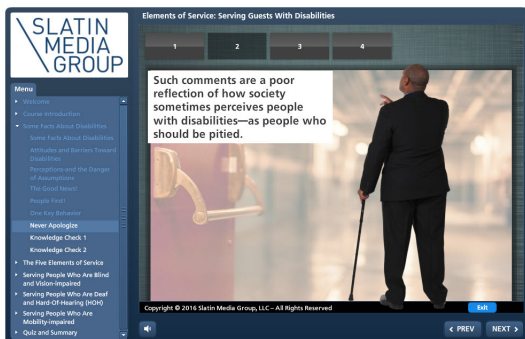 SLATIN
MEDIA
GROUP
Elements of Service: Serving Guests With Disabilities
1
2
3
4
Menu
Welcome
Course Introduction
Some Facts About Disabilities
Some Facts About Disabilities
Attitudes and Barriers Toward
Disabilities
Perceptions and the Danger
of Assumptions
The Good News!
People First!
One Key Behavior
Never Apologize
Knowledge Check 1
Knowledge Check 2
The Five Elements of Service
Serving People Who Are Blind
and Vision-impaired
Serving People Who Are Deaf
and Hard-Of-Hearing (HOH)
Serving People Who Are
Mobility-impaired
Quiz and Summary
Such comments are a poor
reflection of how society
sometimes perceives people
with disabilities—as people who
should be pitied.
Copyright © 2016 Slatin Media Group, LLC – All Rights Reserved
Exit
PREV
NEXT